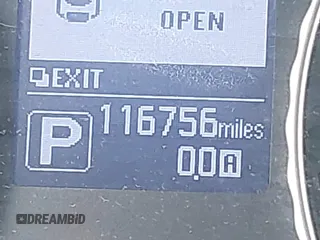 OPEN
EXIT
P
116756miles
0.0 A
DREAMBID